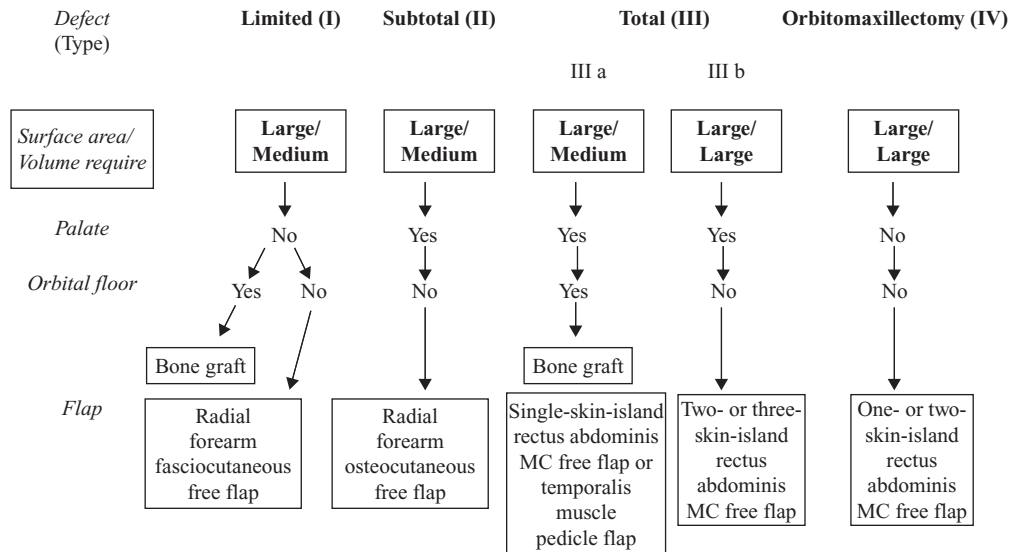 Defect (Type) Limited (I) Subtotal (II) Total (III) Orbitomaxillectomy (IV)
III a III b
Surface area/
Volume require
Large/
Medium
Large/
Medium
Large/
Medium
Large/
Large
Large/
Large
Palate No Yes Yes Yes No
Orbital floor Yes No No Yes No No
Bone graft Bone graft
Flap
Radial
forearm
fasciocutaneous
free flap
Radial
forearm
osteocutaneous
free flap
Single-skin-island
rectus abdominis
MC free flap or
temporalis
muscle
pedicle flap
Two- or three-
skin-island
rectus
abdominis
MC free flap
One- or two-
skin-island
rectus
abdominis
MC free flap